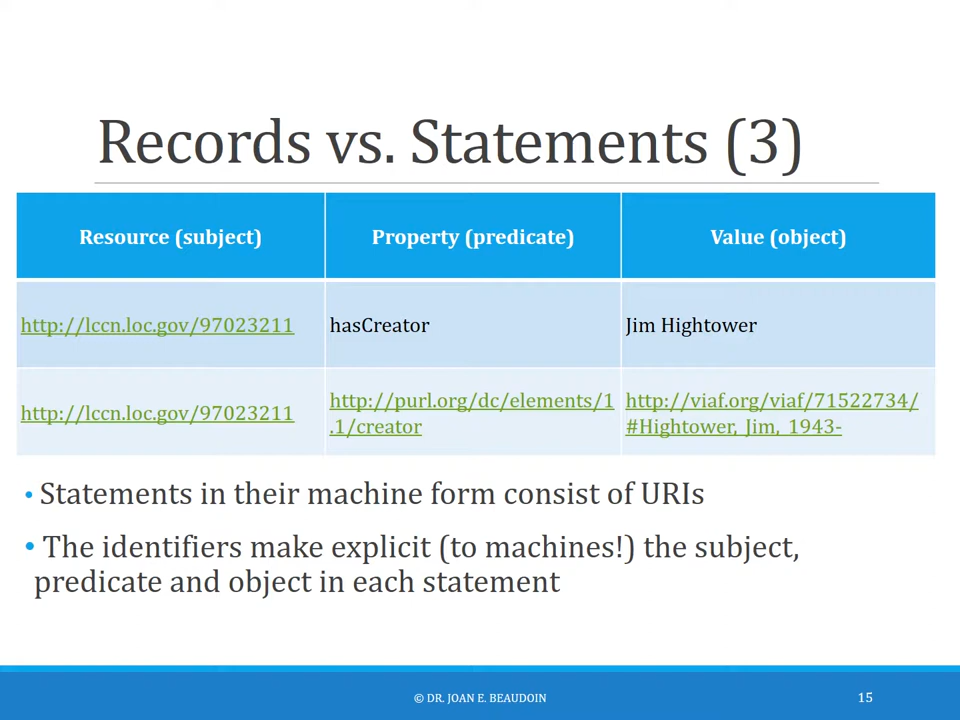 Records vs. Statements (3)
Resource (subject) Property (predicate) Value (object)
http://lccn.loc.gov/97023211 hasCreator Jim Hightower
http://lccn.loc.gov/97023211 http://purl.org/dc/elements/1 http://viaf.org/viaf/71522734/
.1/creator #Hightower, Jim, 1943-
• Statements in their machine form consist of URIs
• The identifiers make explicit (to machines!) the subject,
predicate and object in each statement
© DR. JOAN E. BEAUDOIN 15